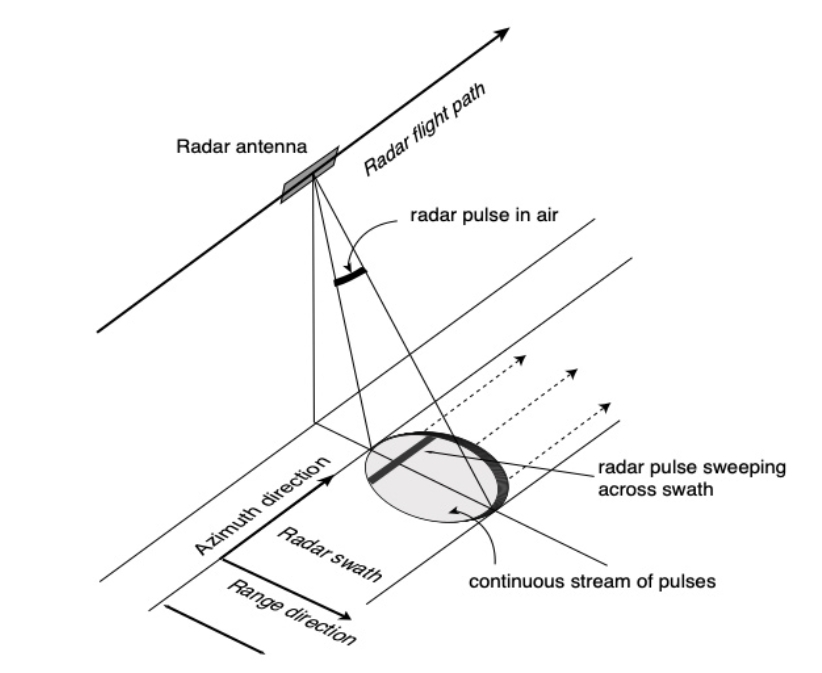 Radar antenna
Radar flight path
radar pulse in air
radar pulse sweeping
across swath
Azimuth direction
Radar swath
Range direction
continuous stream of pulses